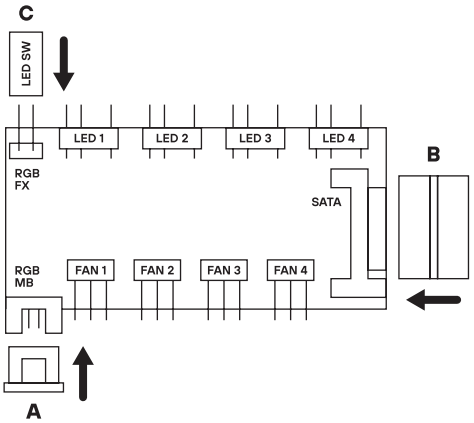 C
LED SW
LED 1
LED 2
LED 3
LED 4
RGB
FX
B
SATA
RGB
MB
FAN 1
FAN 2
FAN 3
FAN 4
A